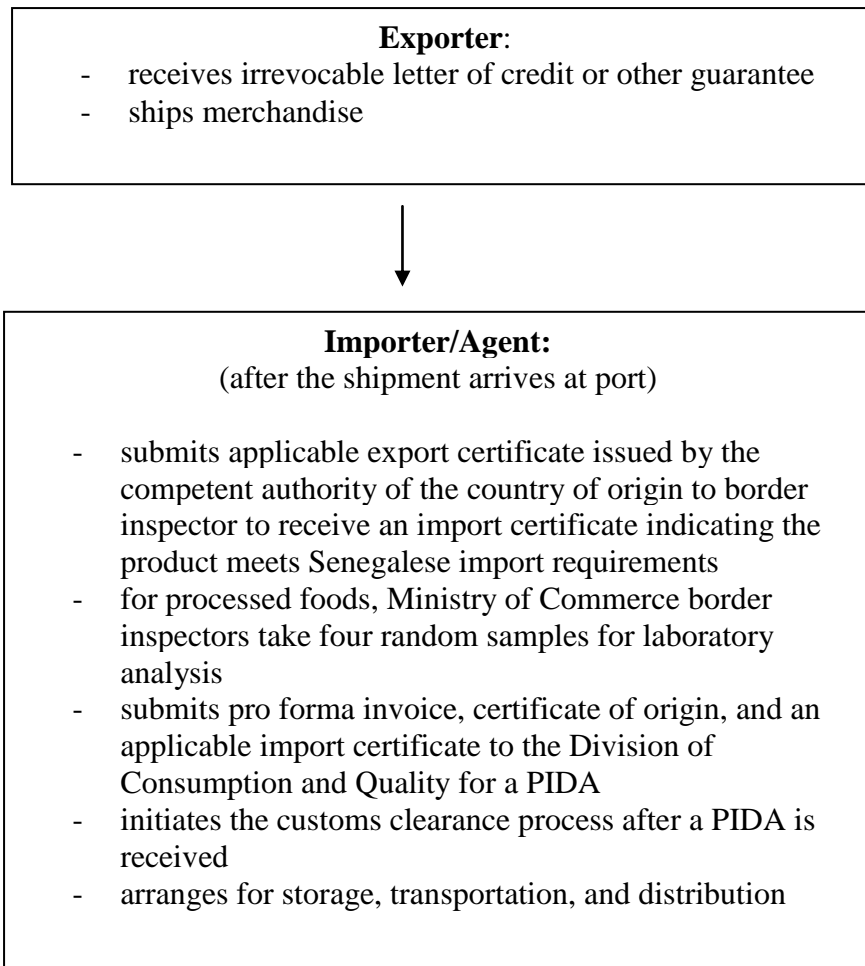 Exporter:
- receives irrevocable letter of credit or other guarantee
- ships merchandise
Importer/Agent:
(after the shipment arrives at port)
- submits applicable export certificate issued by the
competent authority of the country of origin to border
inspector to receive an import certificate indicating the
product meets Senegalese import requirements
- for processed foods, Ministry of Commerce border
inspectors take four random samples for laboratory
analysis
- submits pro forma invoice, certificate of origin, and an
applicable import certificate to the Division of
Consumption and Quality for a PIDA
- initiates the customs clearance process after a PIDA is
received
- arranges for storage, transportation, and distribution